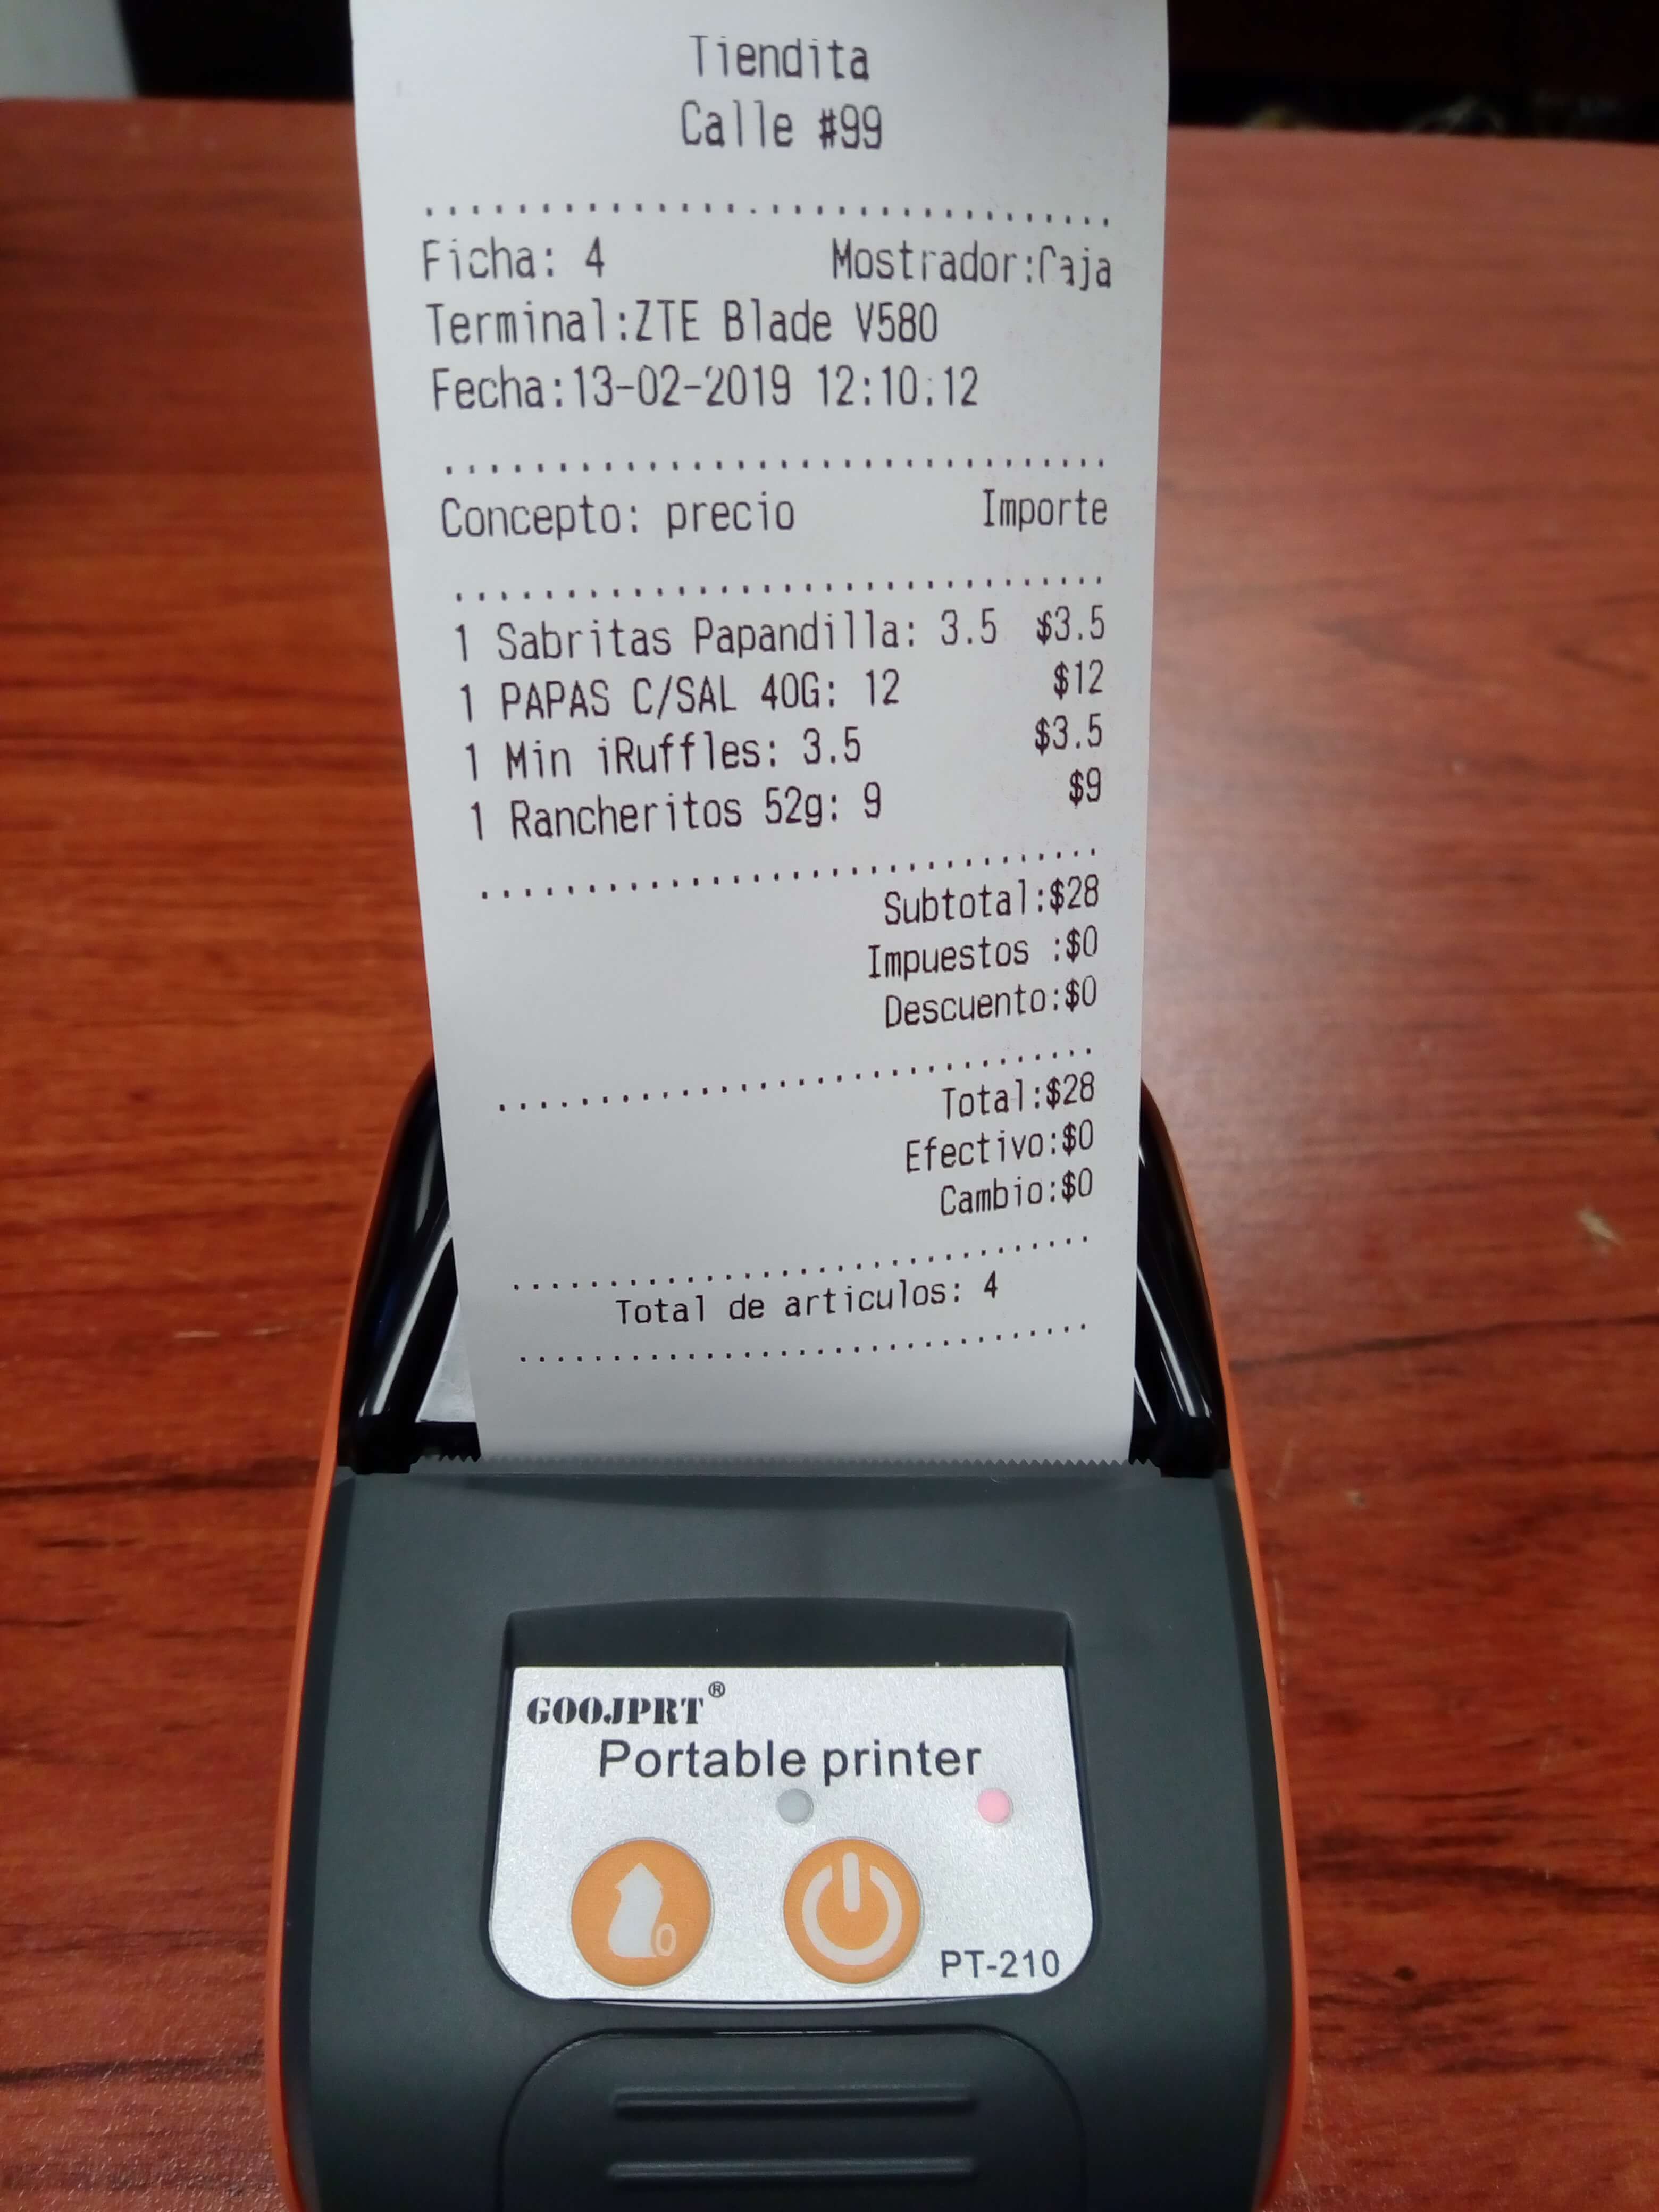 Tiendita
Calle #99
..................................
Ficha: 4 Mostrador:Caja
Terminal:ZTE Blade V580
Fecha:13-02-2019 12:10:12
..................................
Concepto: precio Importe
..................................
1 Sabritas Papandilla: 3.5 $3.5
1 PAPAS C/SAL 40G: 12 $12
1 Min iRuffles: 3.5 $3.5
1 Rancheritos 52g: 9 $9
..................................
Subtotal:$28
Impuestos :$0
Descuento:$0
..................................
Total:$28
Efectivo:$0
Cambio:$0
..................................
Total de articulos: 4
..................................
GOOJPRT®
Portable printer
PT-210